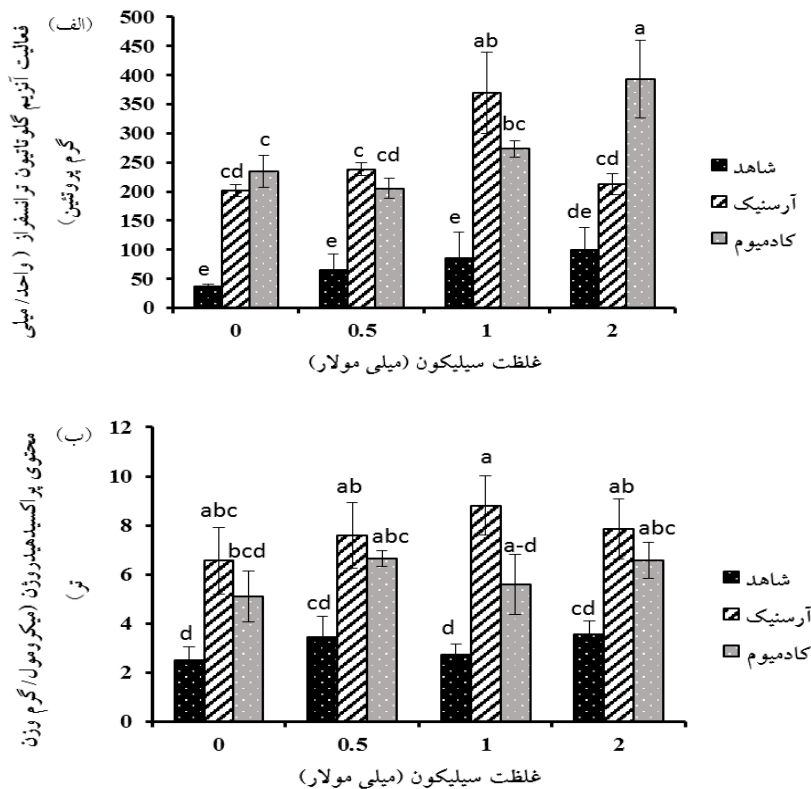 (الف)
فعالیت آنزیم گلوتاتیون ترانسفراز (واحد/میلی
گرم پروتئین)
500
450
400
350
300
250
200
150
100
50
0
e
cd
c
e
c
cd
e
ab
bc
de
cd
a
0
0.5
1
2
غلظت سیلیکون (میلی مولار)
شاهد
آرسنیک
کادمیوم
(ب)
محتوی پراکسیدهیدروژن (میکرومول/گرم وزن
تر)
12
10
8
6
4
2
0
d
abc
bcd
cd
ab
abc
d
a
a-d
cd
ab
abc
0
0.5
1
2
غلظت سیلیکون (میلی مولار)
شاهد
آرسنیک
کادمیوم